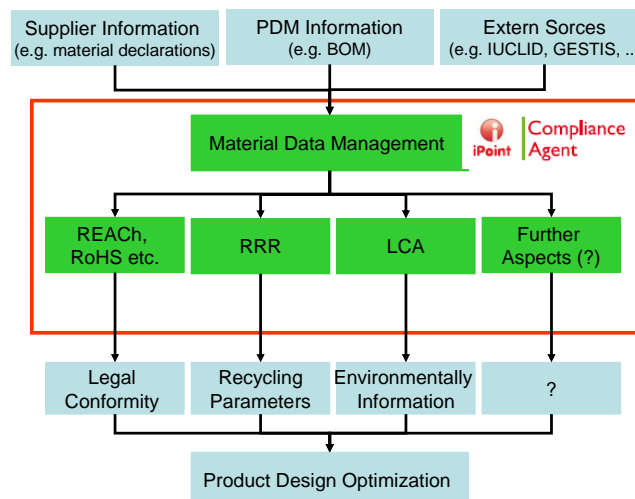 Supplier Information
(e.g. material declarations)
PDM Information
(e.g. BOM)
Extern Sorces
(e.g. IUCLID, GESTIS, ..
Material Data Management
iPoint
Compliance
Agent
REACh,
RoHS etc.
RRR
LCA
Further
Aspects (?)
Legal
Conformity
Recycling
Parameters
Environmentally
Information
?
Product Design Optimization